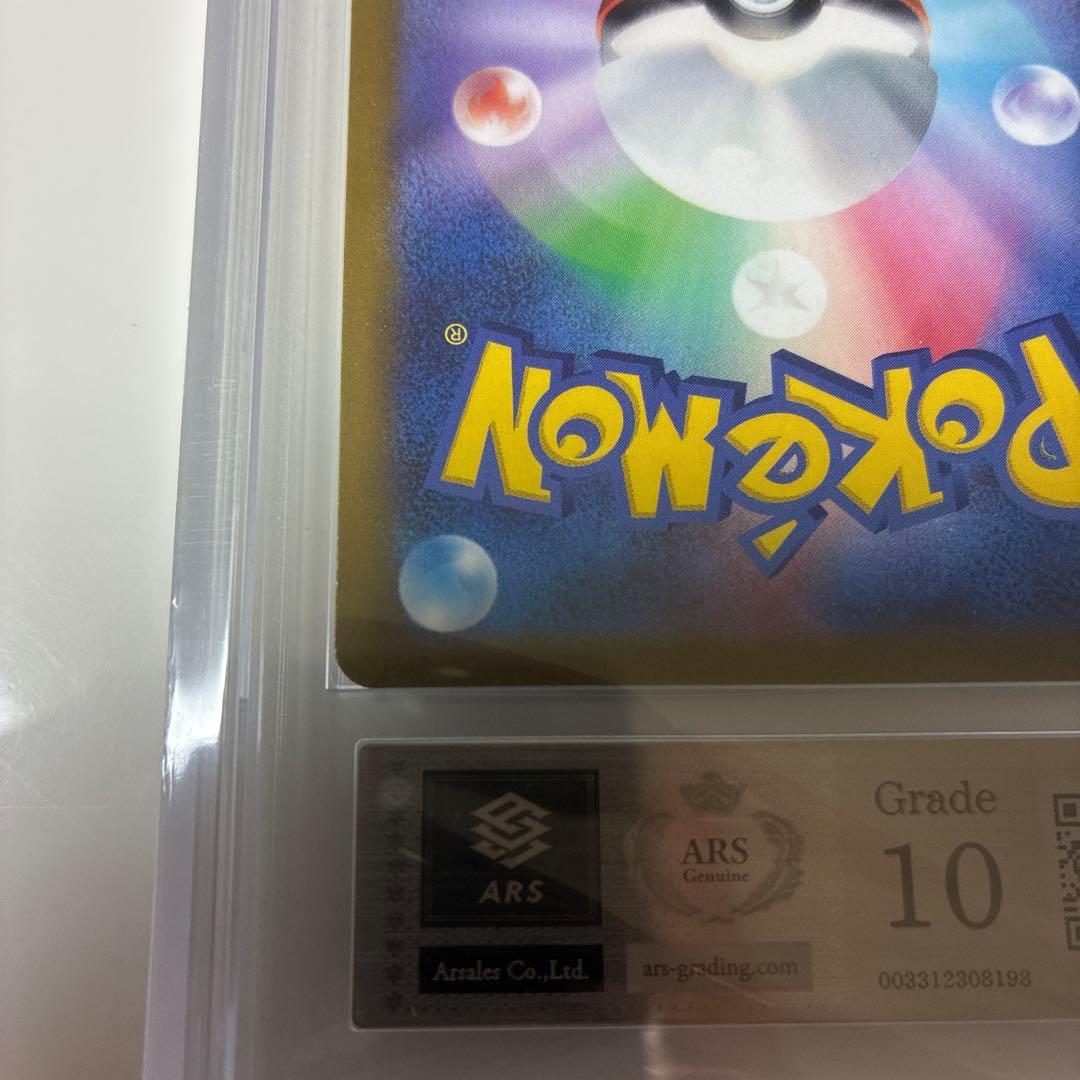 POKéMON
®
ARS
Arsales Co.,Ltd.
ARS
Genuine
ars-grading.com
Grade
10
003312308193